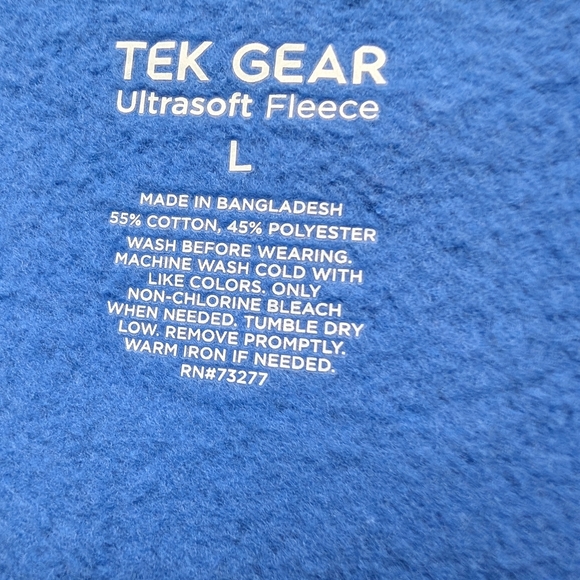 TEK GEAR
Ultrasoft Fleece
L
MADE IN BANGLADESH
55% COTTON, 45% POLYESTER
WASH BEFORE WEARING.
MACHINE WASH COLD WITH
LIKE COLORS. ONLY
NON-CHLORINE BLEACH
WHEN NEEDED. TUMBLE DRY
LOW. REMOVE PROMPTLY.
WARM IRON IF NEEDED.
RN#73277